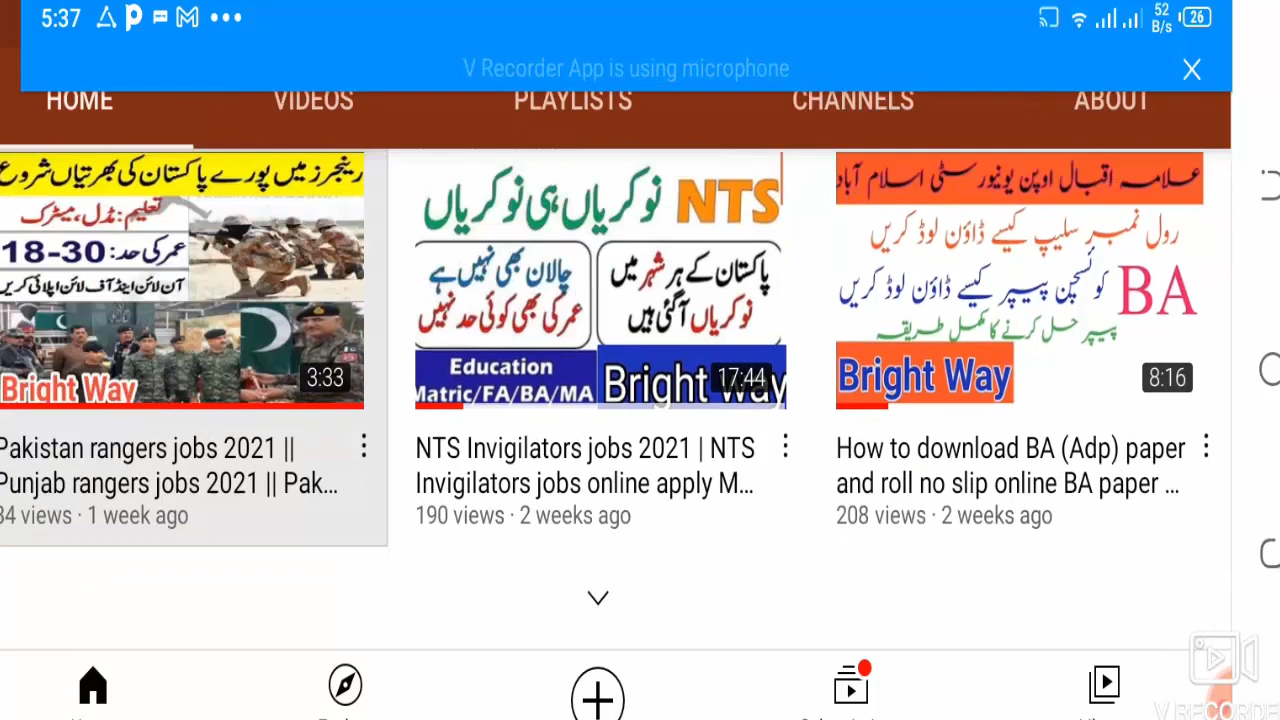 5:37
52
B/s
26
V Recorder App is using microphone
HOME VIDEOS PLAYLISTS CHANNELS ABOUT
رینجرز میں پورے پاکستان کی بھرتیاں شروع
تعلیم: مڈل، میٹرک
عمر کی حد: 30-18
آن لائن اینڈ آف لائن اپلائی کریں
Bright Way
3:33
نوکریاں ہی نوکریاں NTS
پاکستان کے ہر شہر میں
نوکریاں آگئی ہیں
چالان بھی نہیں ہے
عمر کی بھی کوئی حد نہیں
Education
Matric/FA/BA/MA
Bright Way
17:44
علامہ اقبال اوپن یونیورسٹی اسلام آباد
رول نمبر سلیپ کیسے ڈاؤن لوڈ کریں
BA کوئسچن پیپر کیسے ڈاؤن لوڈ کریں
پیپر حل کرنے کا مکمل طریقہ
Bright Way
8:16
Pakistan rangers jobs 2021 ||
Punjab rangers jobs 2021 || Pak...
84 views · 1 week ago
NTS Invigilators jobs 2021 | NTS
Invigilators jobs online apply M...
190 views · 2 weeks ago
How to download BA (Adp) paper
and roll no slip online BA paper ...
208 views · 2 weeks ago
V RECORDE